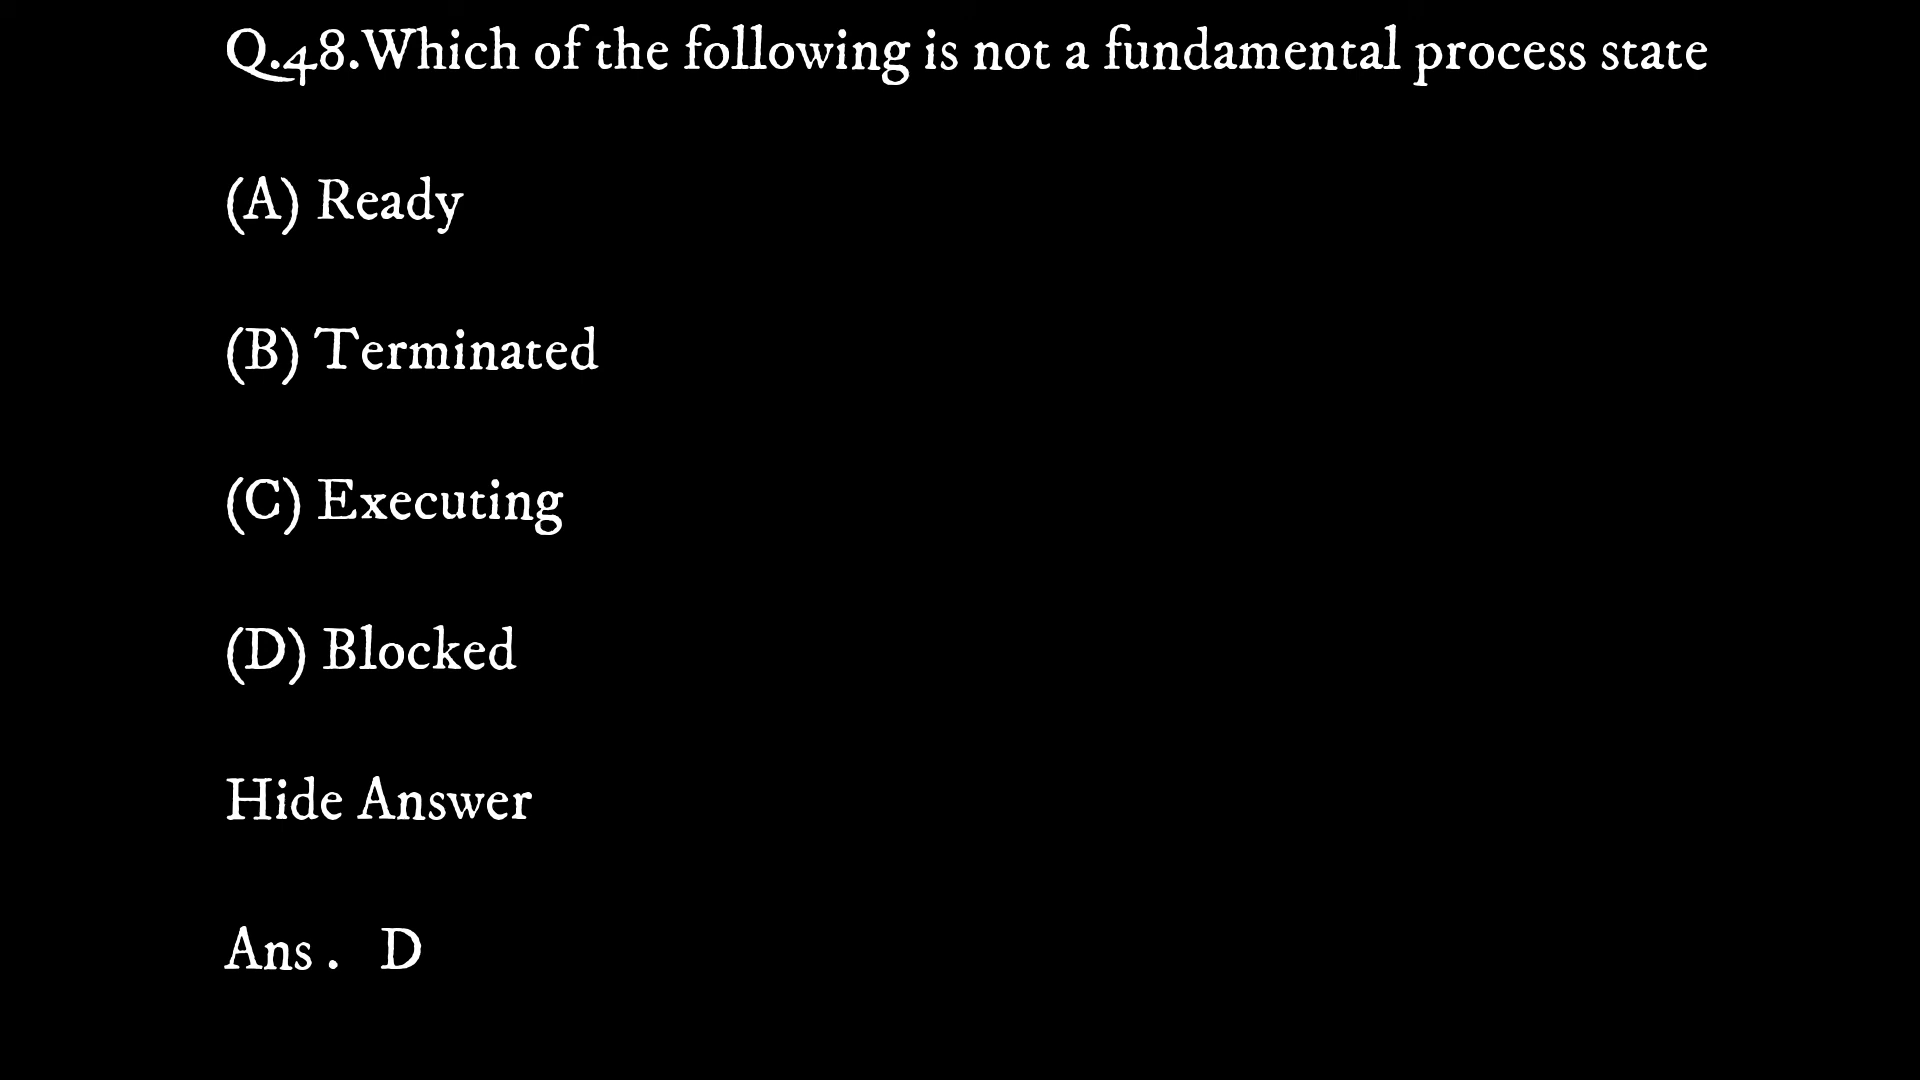 Q.48.Which of the following is not a fundamental process state
(A) Ready
(B) Terminated
(C) Executing
(D) Blocked
Hide Answer
Ans . D